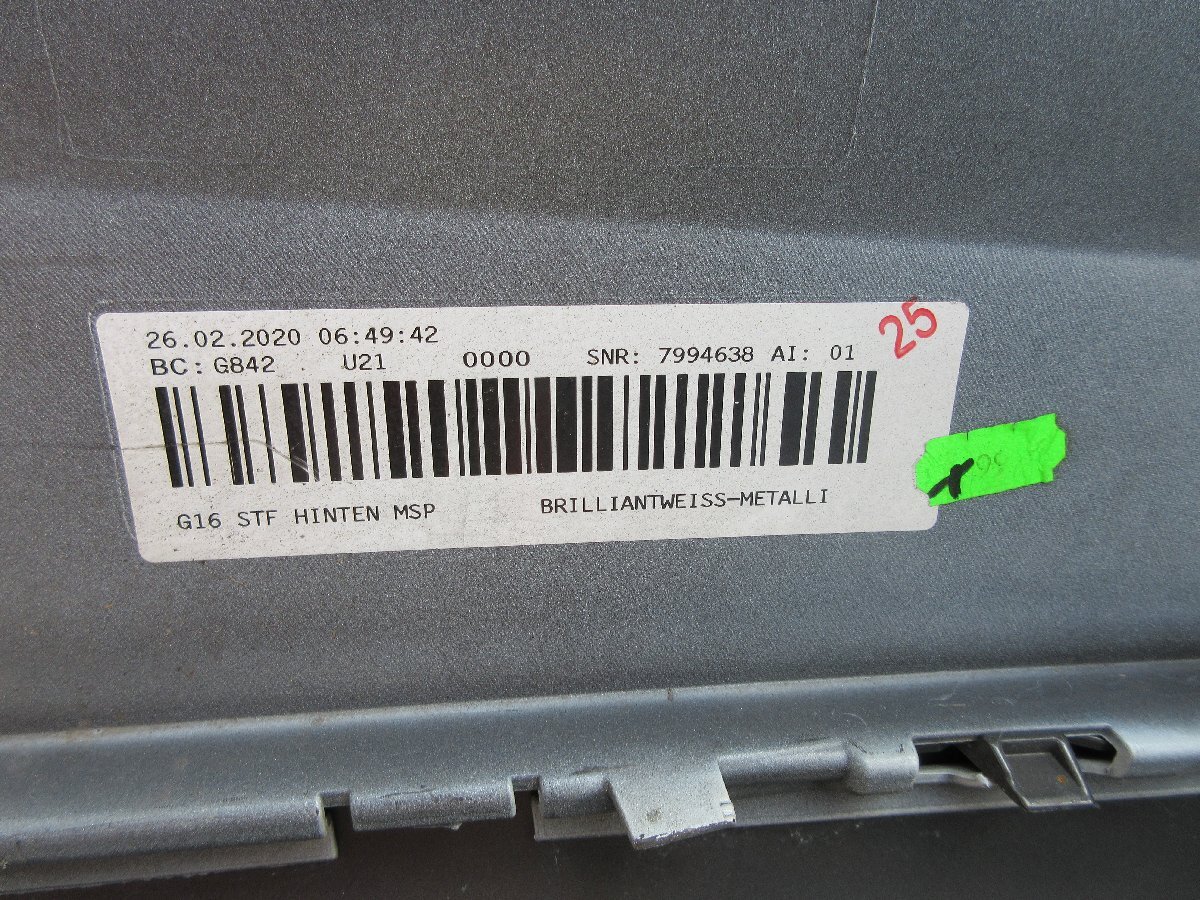 26.02.2020 06:49:42
BC: G842 U21 0000 SNR: 7994638 AI: 01
25
G16 STF HINTEN MSP BRILLIANTWEISS-METALLI